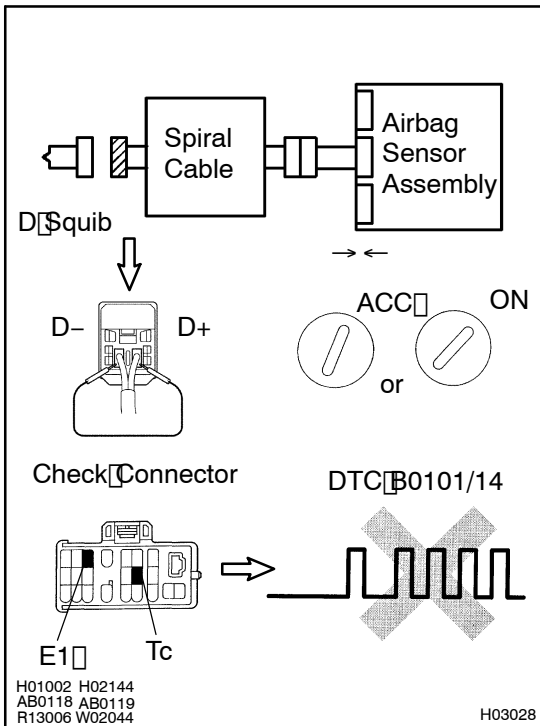 Spiral
Cable
Airbag
Sensor
Assembly
D▯Squib
D− D+
ACC▯ ON
or
Check▯Connector
DTC▯B0101/14
E1▯ Tc
H01002 H02144
AB0118 AB0119
R13006 W02044
H03028